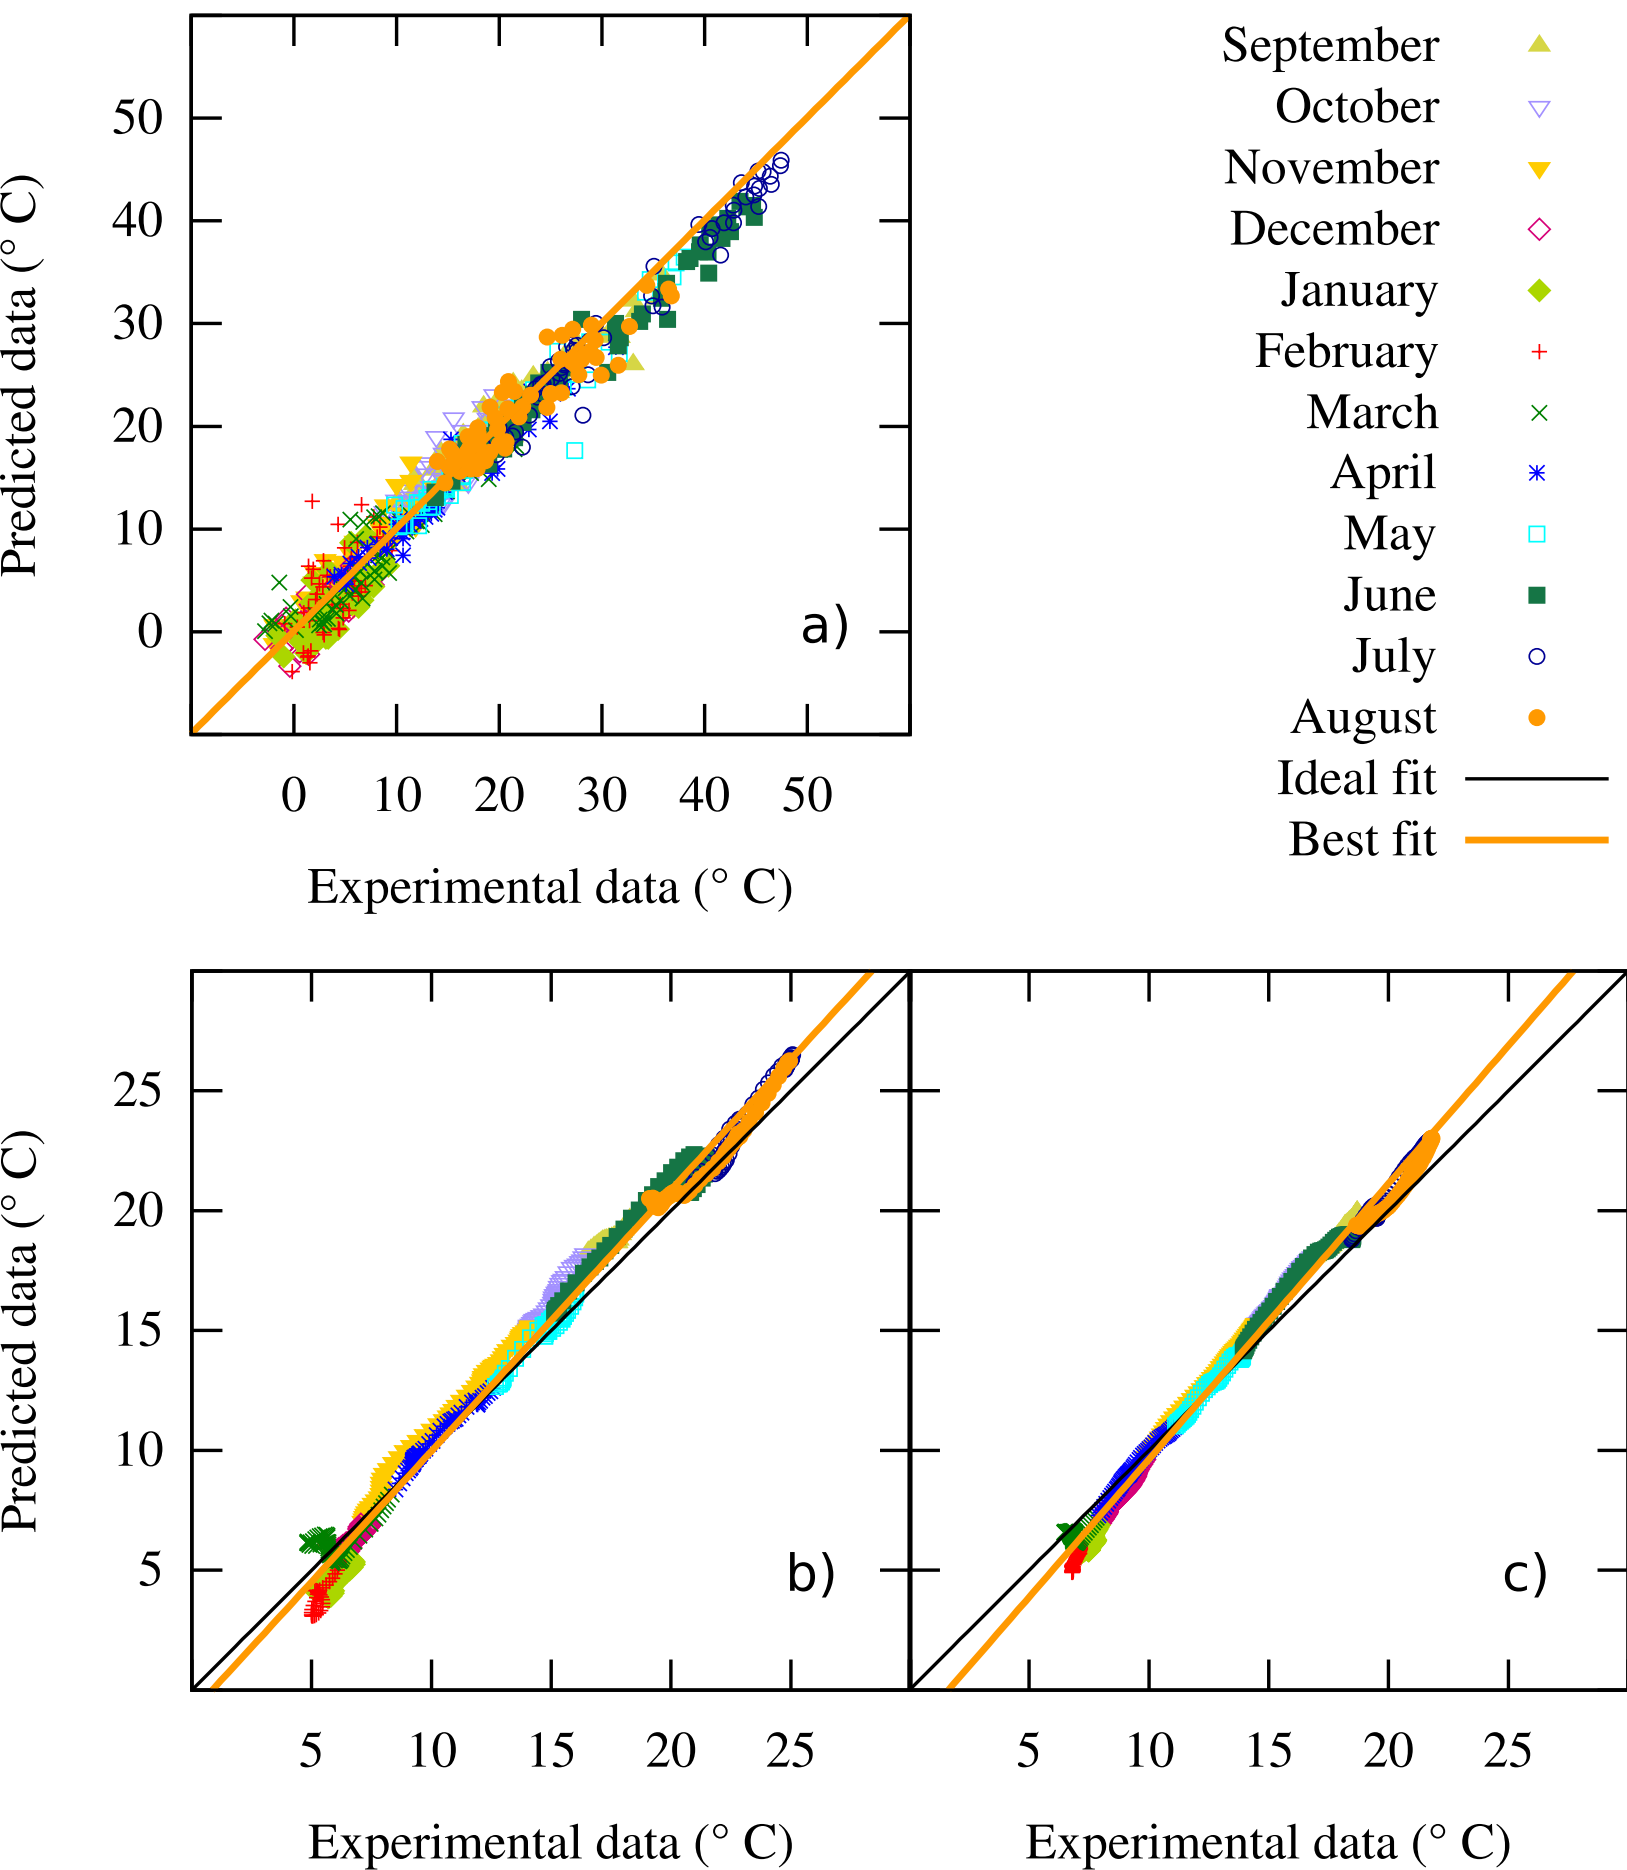 50
40
30
20
10
0
Predicted data (° C)
a)
0 10 20 30 40 50
Experimental data (° C)
September
October
November
December
January
February
March
April
May
June
July
August
Ideal fit
Best fit
25
20
15
10
5
Predicted data (° C)
b)
c)
5 10 15 20 25
5 10 15 20 25
Experimental data (° C)
Experimental data (° C)